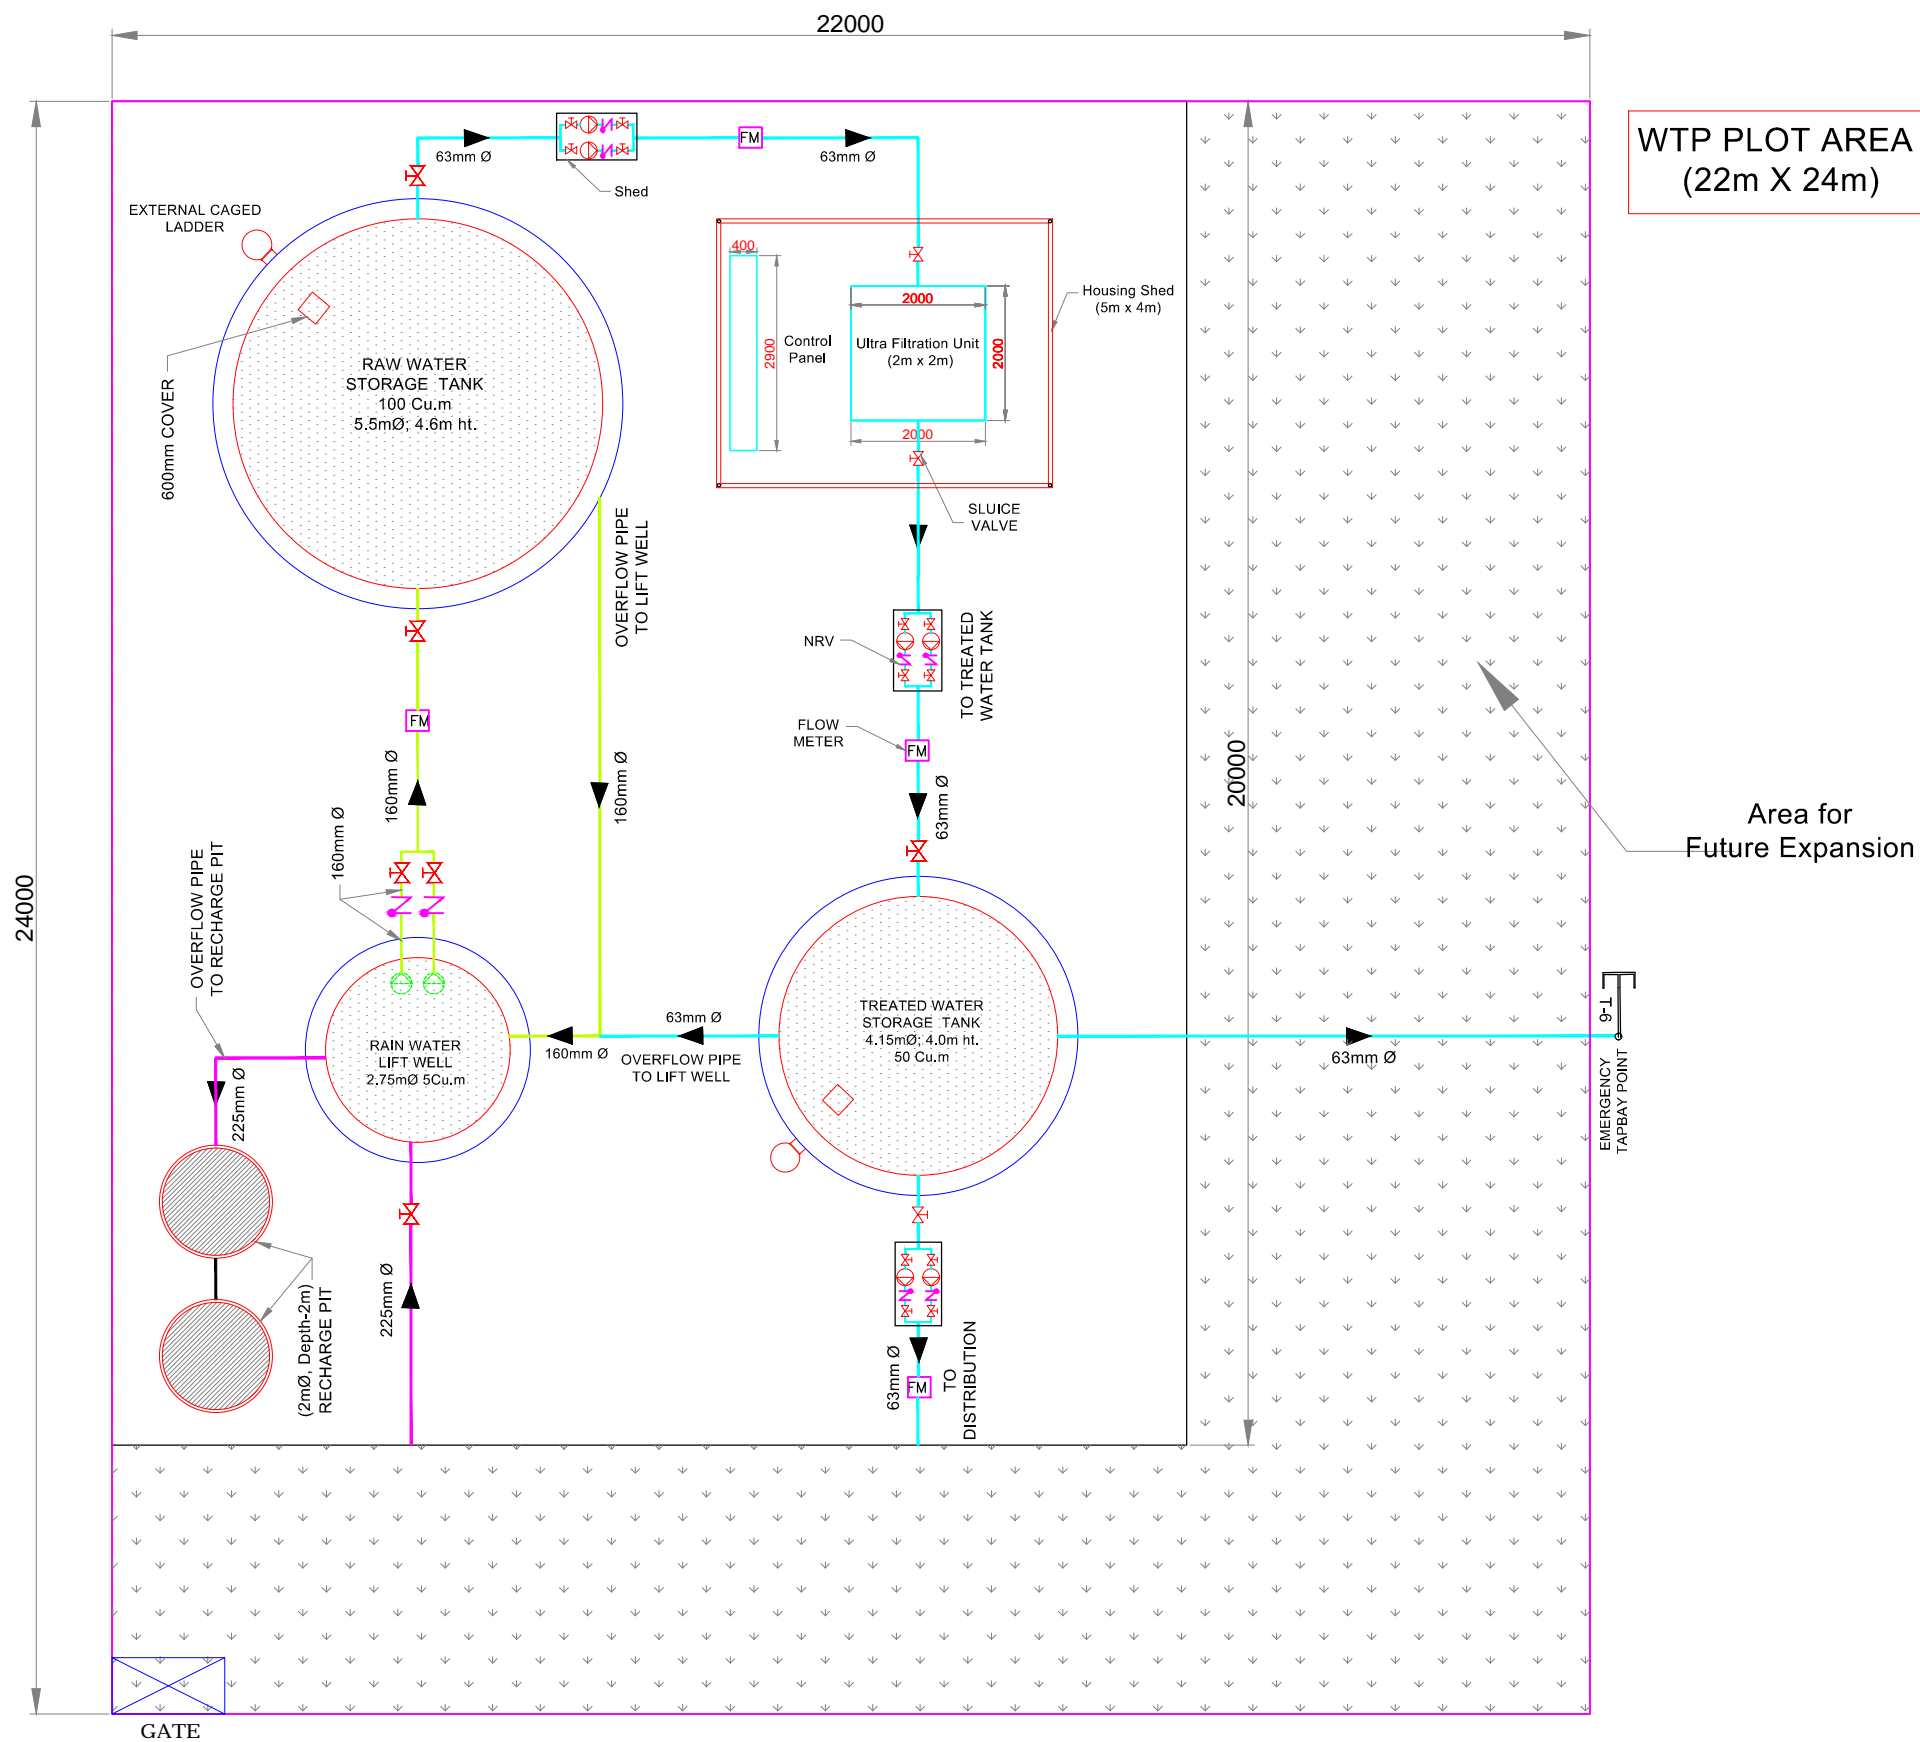 22000
WTP PLOT AREA
(22m X 24m)
63mm Ø
FM
63mm Ø
Shed
EXTERNAL CAGED
LADDER
400
2900
Control
Panel
2000
Ultra Filtration Unit
(2m x 2m)
2000
2000
Housing Shed
(5m x 4m)
RAW WATER
STORAGE TANK
100 Cu.m
5.5mØ; 4.6m ht.
600mm COVER
SLUICE
VALVE
OVERFLOW PIPE
TO LIFT WELL
NRV
TO TREATED
WATER TANK
FM
FLOW
METER
FM
160mm Ø
160mm Ø
63mm Ø
20000
Area for
Future Expansion
160mm Ø
OVERFLOW PIPE
TO RECHARGE PIT
24000
RAIN WATER
LIFT WELL
2.75mØ 5Cu.m
160mm Ø
63mm Ø
OVERFLOW PIPE
TO LIFT WELL
TREATED WATER
STORAGE TANK
4.15mØ; 4.0m ht.
50 Cu.m
63mm Ø
T-6
EMERGENCY
TAPBAY POINT
225mm Ø
225mm Ø
(2mØ, Depth-2m)
RECHARGE PIT
63mm Ø
FM
TO
DISTRIBUTION
GATE